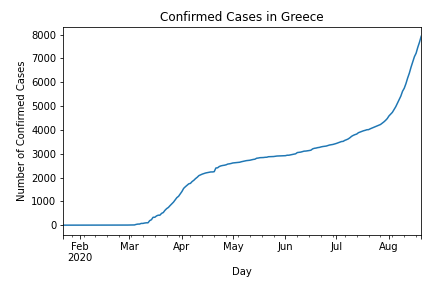 Confirmed Cases in Greece
Number of Confirmed Cases
8000
7000
6000
5000
4000
3000
2000
1000
0
Feb Mar Apr May Jun Jul Aug
2020
Day